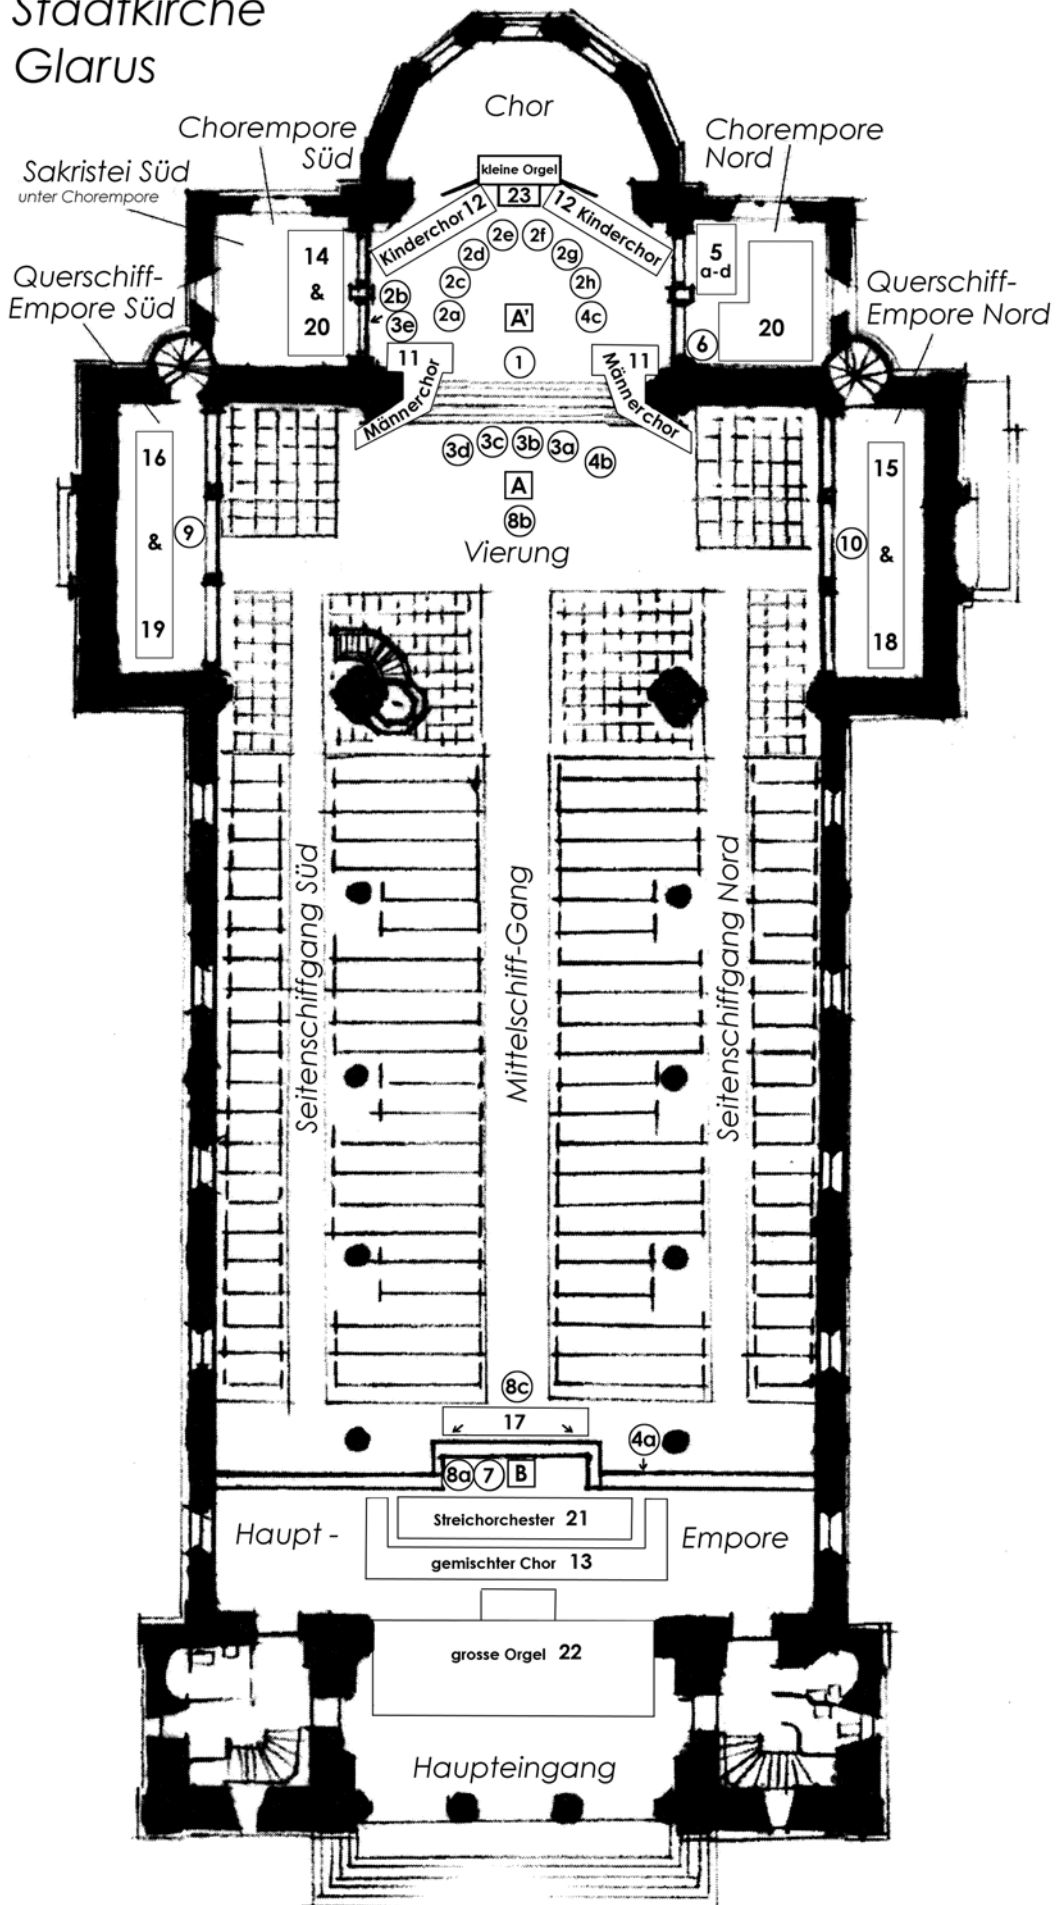 Stadtkirche
Glarus
Chor
Chorempore
Süd
Chorempore
Nord
Sakristei Süd
unter Chorempore
kleine Orgel
23
Kinderchor 12
12 Kinderchor
Querschiff-
Empore Süd
Querschiff-
Empore Nord
14
&
20
5
a-d
20
6
2e
2f
2d
2g
2c
2h
2b
2a
3e
4c
A'
1
11
Männerchor
11
Männerchor
3d
3c
3b
3a
4b
A
8b
Vierung
16
&
19
9
10
15
&
18
Seitenschiffgang Süd
Mittelschiff-Gang
Seitenschiffgang Nord
8c
17
4a
8a
7
B
Haupt -
Empore
Streichorchester 21
gemischter Chor 13
grosse Orgel 22
Haupteingang